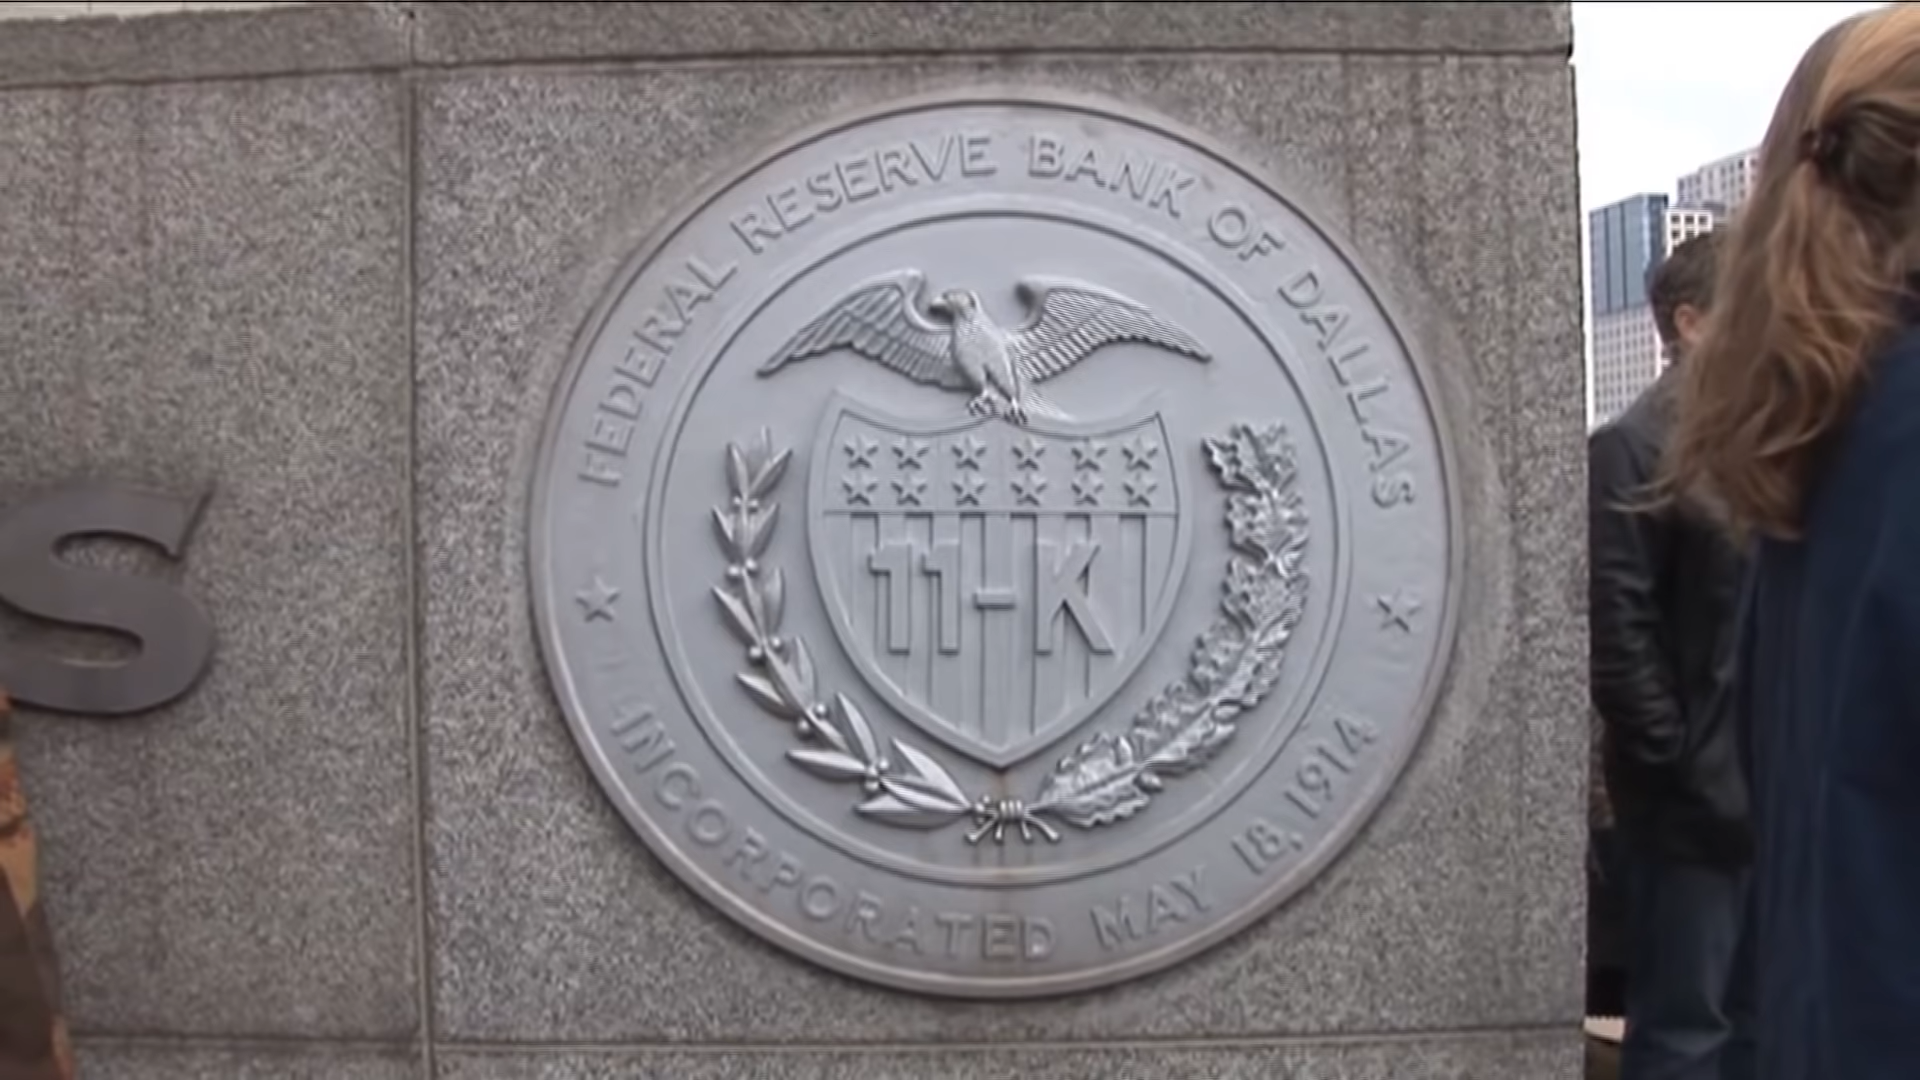 S
FEDERAL RESERVE BANK OF DALLAS
11-K
INCORPORATED MAY 18, 1914